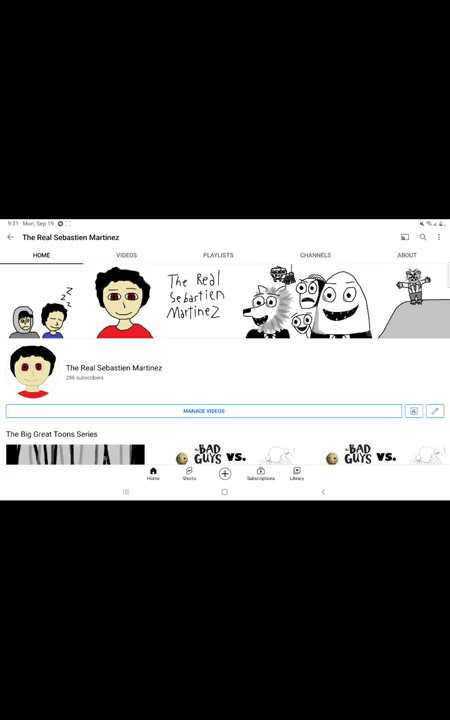 9:31 Mon, Sep 19
The Real Sebastien Martinez
HOME VIDEOS PLAYLISTS CHANNELS ABOUT
The Real
Sebastien
Martinez
z z z
The Real Sebastien Martinez
286 subscribers
MANAGE VIDEOS
The Big Great Toons Series
the BAD GUYS vs.
the BAD GUYS vs.
Home Shorts Subscriptions Library